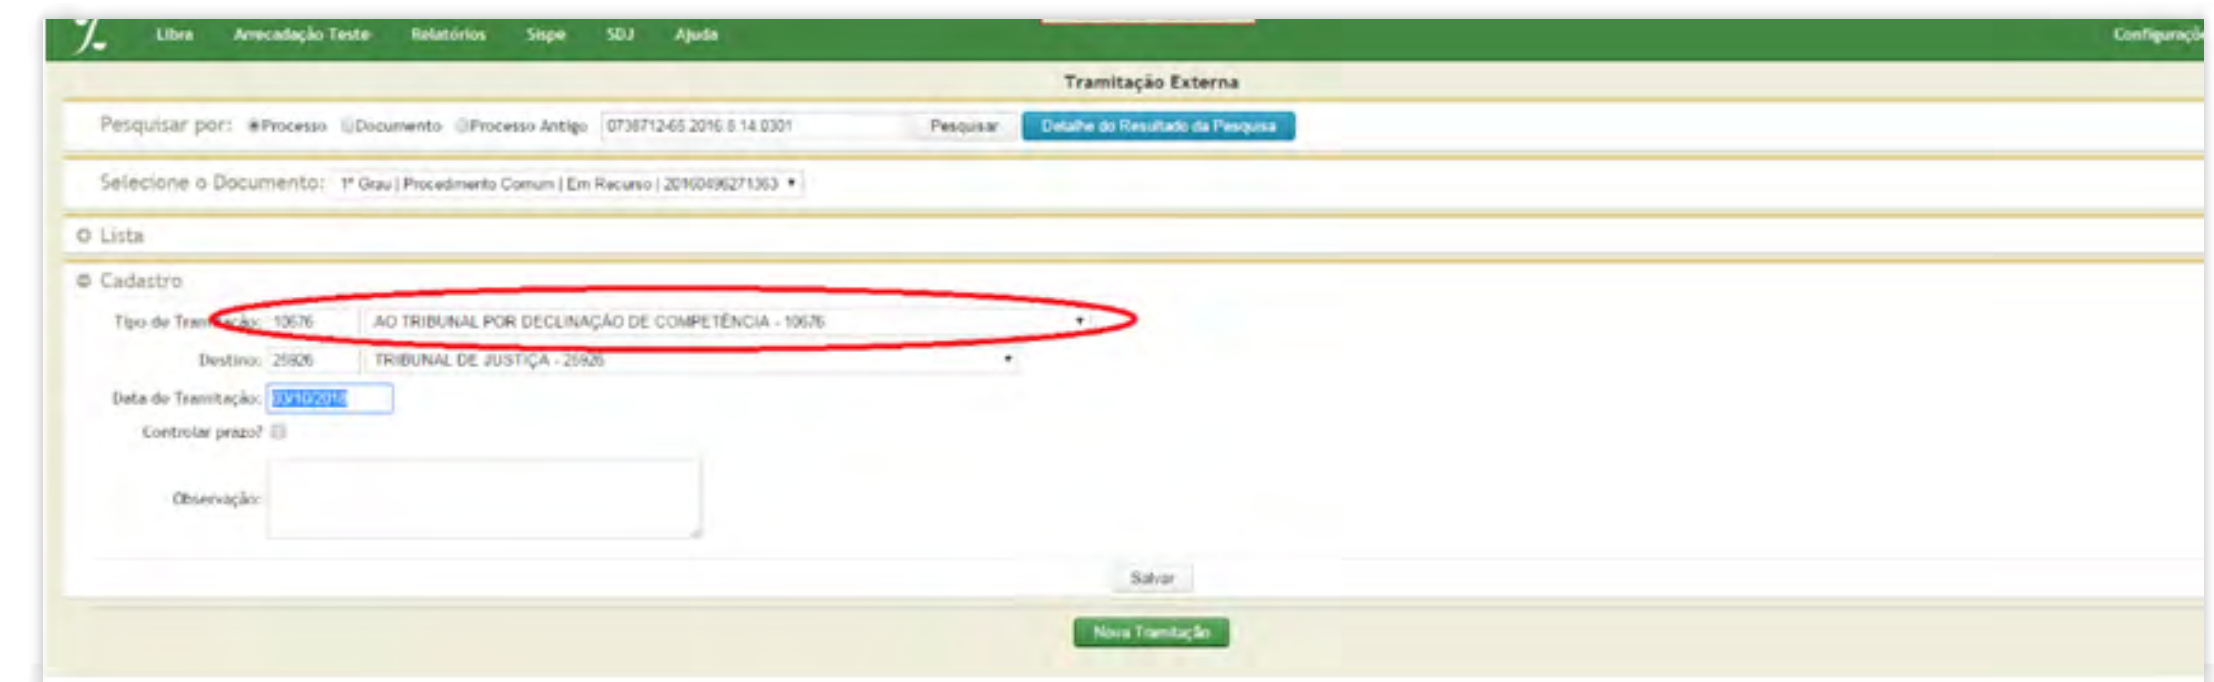 Libra Arrecadação Teste Relatórios Sispe SDJ Ajuda
Tramitação Externa
Pesquisar por: Processo Documento Processo Antigo 0736712-65.2016.8.14.0301 Pesquisar Detalhe do Resultado da Pesquisa
Selecione o Documento: 1º Grau | Procedimento Comum | Em Recurso | 20160496271363
Lista
Cadastro
Tipo de Tramitação: 10676 AO TRIBUNAL POR DECLINAÇÃO DE COMPETÊNCIA - 10676
Destino: 25926 TRIBUNAL DE JUSTIÇA - 25926
Data de Tramitação: 03/10/2018
Controlar prazo?
Observação:
Salvar
Nova Tramitação